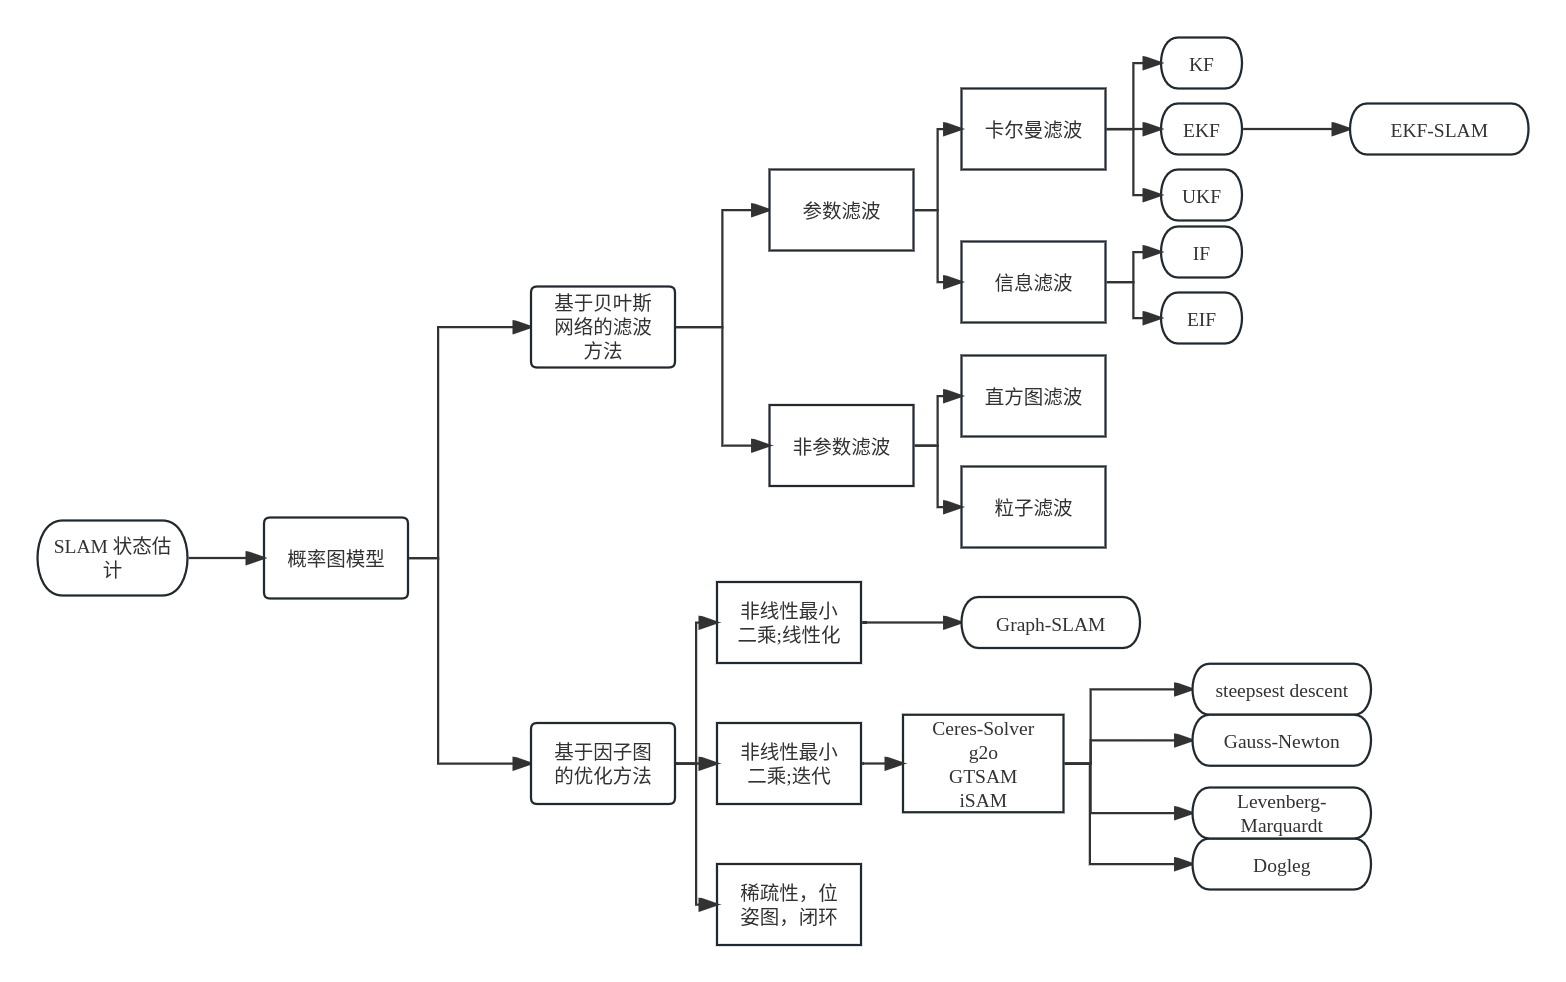 SLAM 状态估
计
概率图模型
基于贝叶斯
网络的滤波
方法
参数滤波
卡尔曼滤波
KF
EKF
EKF-SLAM
UKF
信息滤波
IF
EIF
非参数滤波
直方图滤波
粒子滤波
基于因子图
的优化方法
非线性最小
二乘;线性化
Graph-SLAM
非线性最小
二乘;迭代
Ceres-Solver
g2o
GTSAM
iSAM
steepsest descent
Gauss-Newton
Levenberg-
Marquardt
Dogleg
稀疏性，位
姿图，闭环